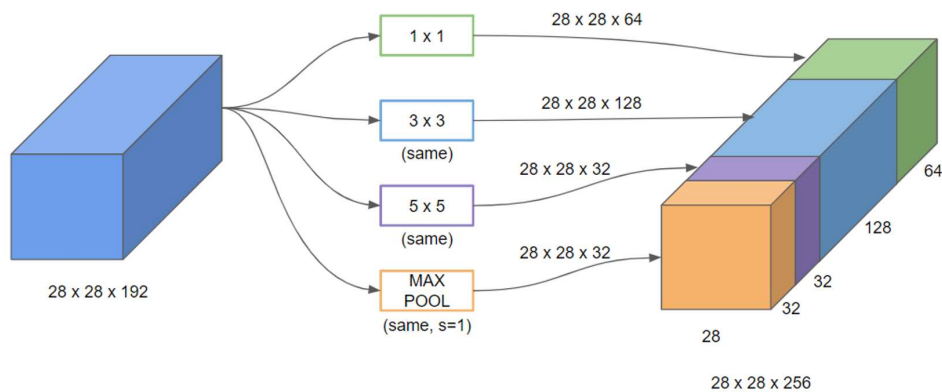 28 x 28 x 192
1 x 1
3 x 3
(same)
5 x 5
(same)
MAX
POOL
(same, s=1)
28 x 28 x 64
28 x 28 x 128
28 x 28 x 32
28 x 28 x 32
64
128
32
32
28
28 x 28 x 256